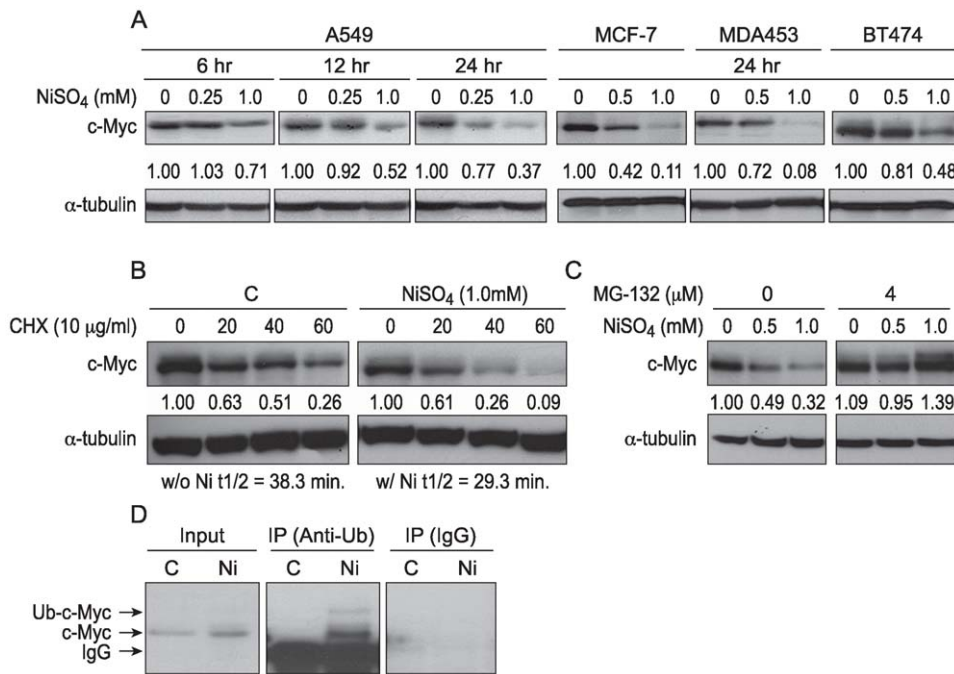 A
A549 MCF-7 MDA453 BT474
6 hr 12 hr 24 hr 24 hr
NiSO4 (mM) 0 0.25 1.0 0 0.25 1.0 0 0.25 1.0 0 0.5 1.0 0 0.5 1.0 0 0.5 1.0
c-Myc
1.00 1.03 0.71 1.00 0.92 0.52 1.00 0.77 0.37 1.00 0.42 0.11 1.00 0.72 0.08 1.00 0.81 0.48
α-tubulin
B
C NiSO4 (1.0mM)
CHX (10 µg/ml) 0 20 40 60 0 20 40 60
c-Myc
1.00 0.63 0.51 0.26 1.00 0.61 0.26 0.09
α-tubulin
w/o Ni t1/2 = 38.3 min. w/ Ni t1/2 = 29.3 min.
C
MG-132 (µM) 0 4
NiSO4 (mM) 0 0.5 1.0 0 0.5 1.0
c-Myc
1.00 0.49 0.32 1.09 0.95 1.39
α-tubulin
D
Input IP (Anti-Ub) IP (IgG)
C Ni C Ni C Ni
Ub-c-Myc →
c-Myc →
IgG →